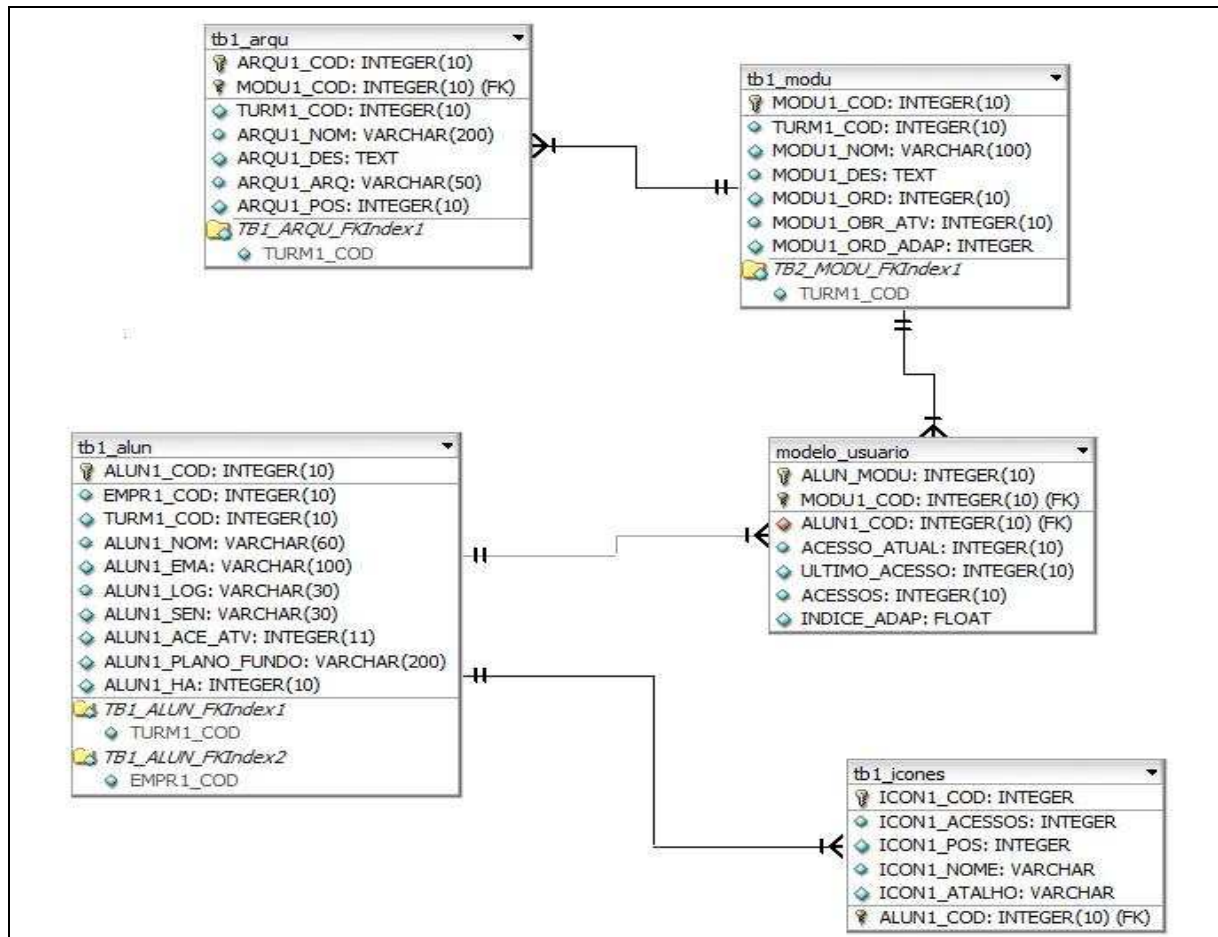 tb1_arqu
ARQU1_COD: INTEGER(10)
MODU1_COD: INTEGER(10) (FK)
TURM1_COD: INTEGER(10)
ARQU1_NOM: VARCHAR(200)
ARQU1_DES: TEXT
ARQU1_ARQ: VARCHAR(50)
ARQU1_POS: INTEGER(10)
TB1_ARQU_FKIndex1
TURM1_COD
tb1_modu
MODU1_COD: INTEGER(10)
TURM1_COD: INTEGER(10)
MODU1_NOM: VARCHAR(100)
MODU1_DES: TEXT
MODU1_ORD: INTEGER(10)
MODU1_OBR_ATV: INTEGER(10)
MODU1_ORD_ADAP: INTEGER
TB2_MODU_FKIndex1
TURM1_COD
tb1_alun
ALUN1_COD: INTEGER(10)
EMPR1_COD: INTEGER(10)
TURM1_COD: INTEGER(10)
ALUN1_NOM: VARCHAR(60)
ALUN1_EMA: VARCHAR(100)
ALUN1_LOG: VARCHAR(30)
ALUN1_SEN: VARCHAR(30)
ALUN1_ACE_ATV: INTEGER(11)
ALUN1_PLANO_FUNDO: VARCHAR(200)
ALUN1_HA: INTEGER(10)
TB1_ALUN_FKIndex1
TURM1_COD
TB1_ALUN_FKIndex2
EMPR1_COD
modelo_usuario
ALUN_MODU: INTEGER(10)
MODU1_COD: INTEGER(10) (FK)
ALUN1_COD: INTEGER(10) (FK)
ACESSO_ATUAL: INTEGER(10)
ULTIMO_ACESSO: INTEGER(10)
ACESSOS: INTEGER(10)
INDICE_ADAP: FLOAT
tb1_icones
ICON1_COD: INTEGER
ICON1_ACESSOS: INTEGER
ICON1_POS: INTEGER
ICON1_NOME: VARCHAR
ICON1_ATALHO: VARCHAR
ALUN1_COD: INTEGER(10) (FK)